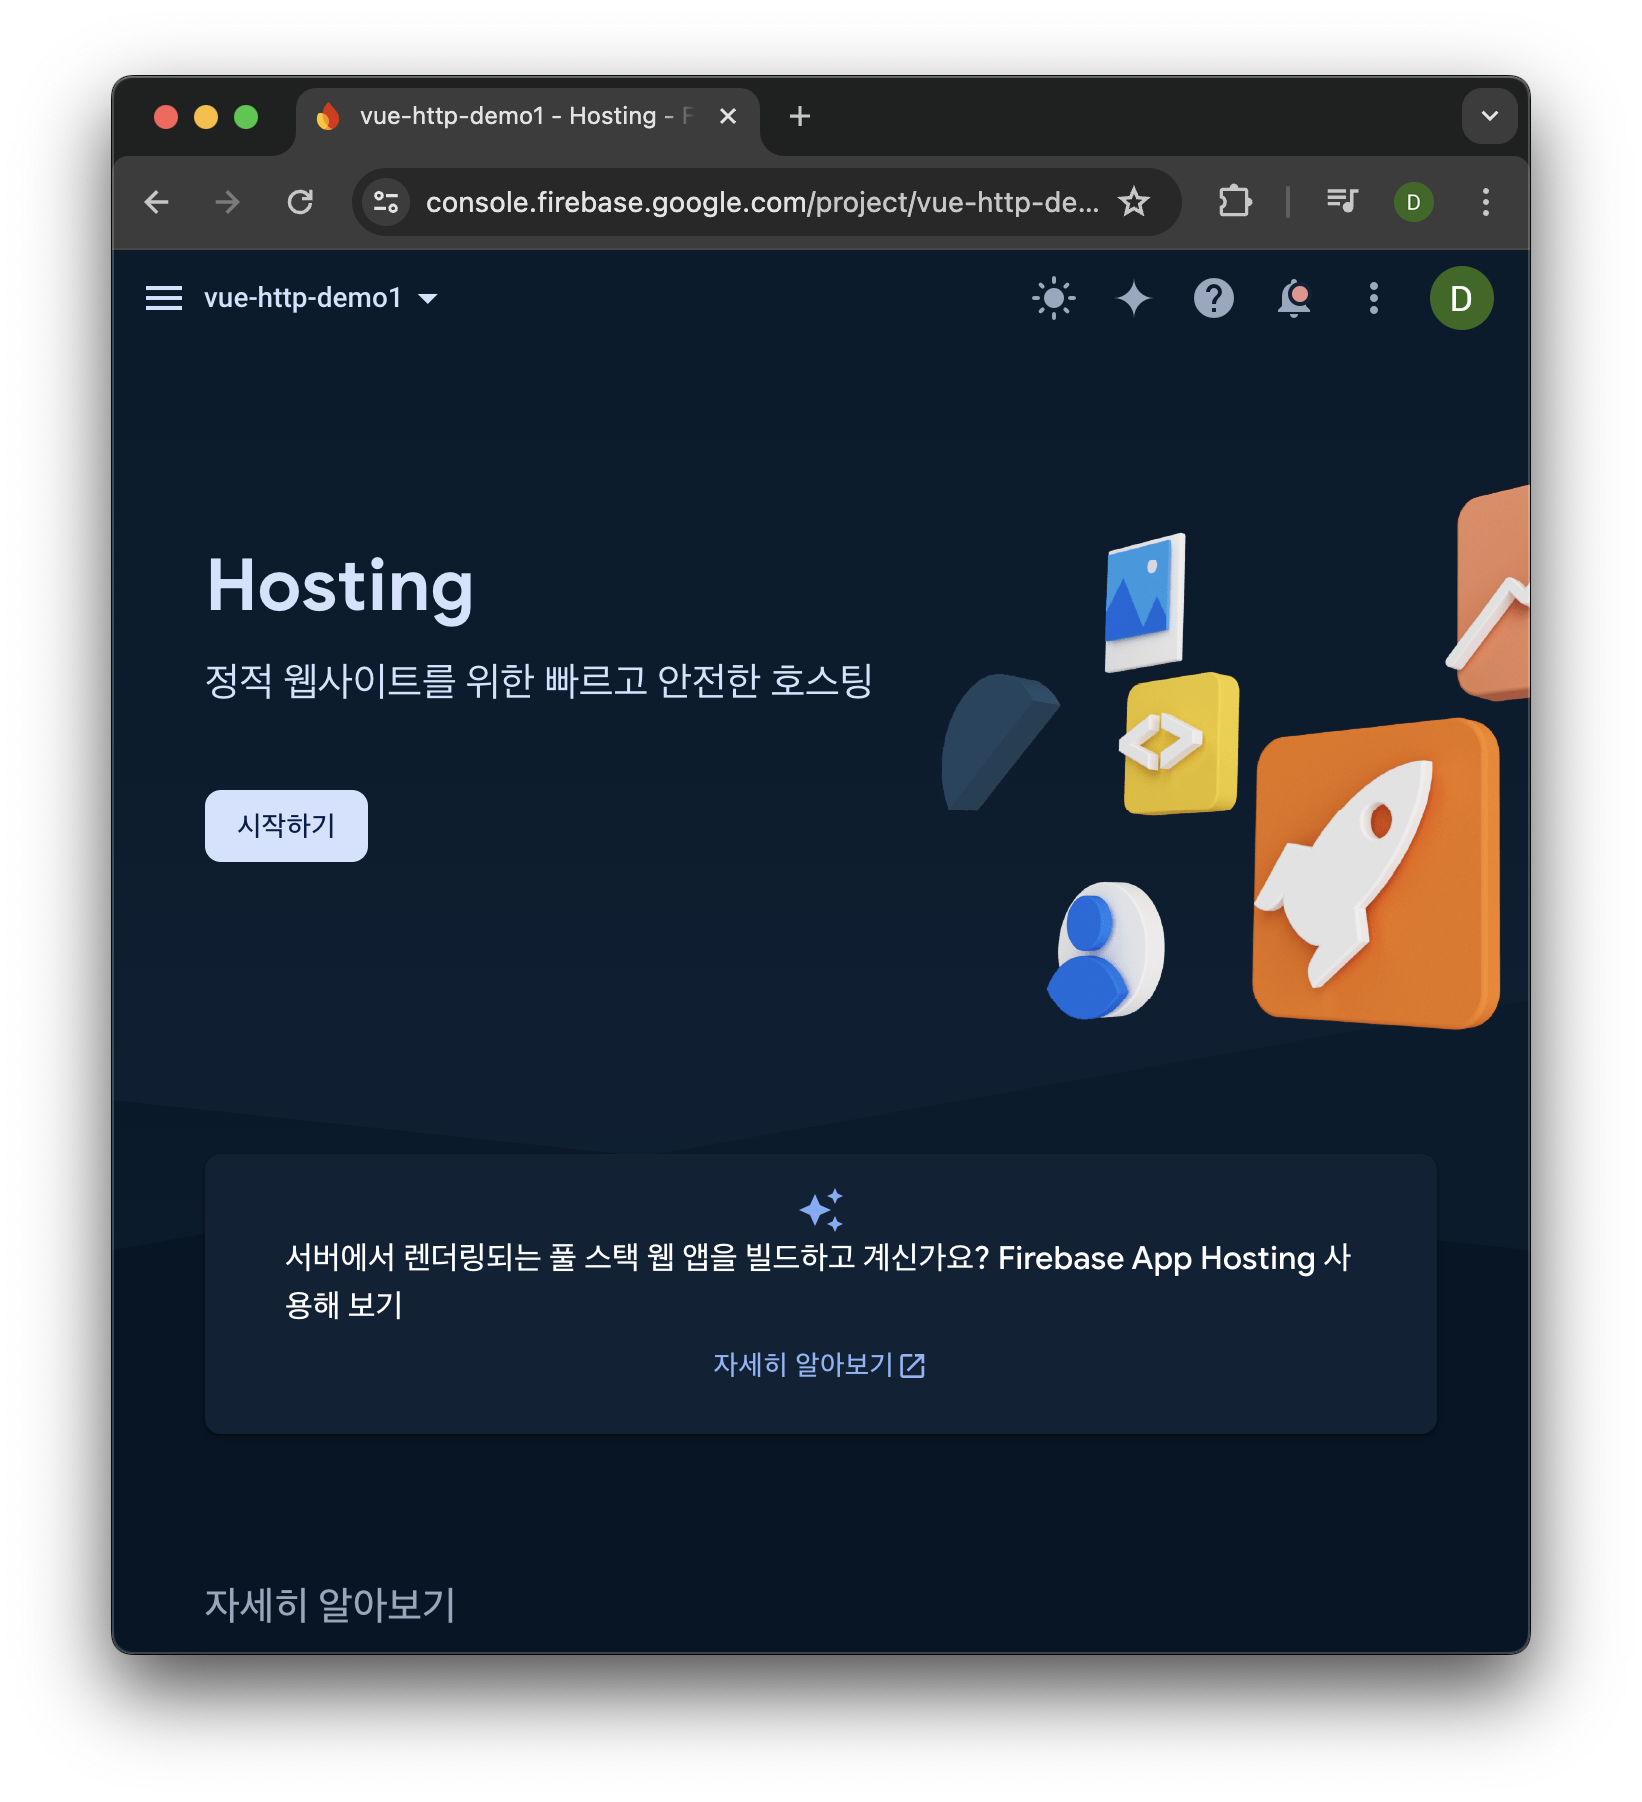 vue-http-demo1 - Hosting -
console.firebase.google.com/project/vue-http-de...
D
vue-http-demo1
D
Hosting
정적 웹사이트를 위한 빠르고 안전한 호스팅
시작하기
서버에서 렌더링되는 풀 스택 웹 앱을 빌드하고 계신가요? Firebase App Hosting 사
용해 보기
자세히 알아보기
자세히 알아보기